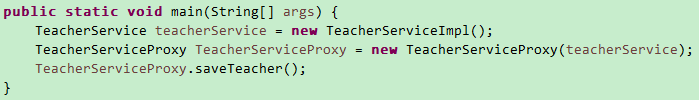 public static void main(String[] args) {
    TeacherService teacherService = new TeacherServiceImpl();
    TeacherServiceProxy TeacherServiceProxy = new TeacherServiceProxy(teacherService);
    TeacherServiceProxy.saveTeacher();
}